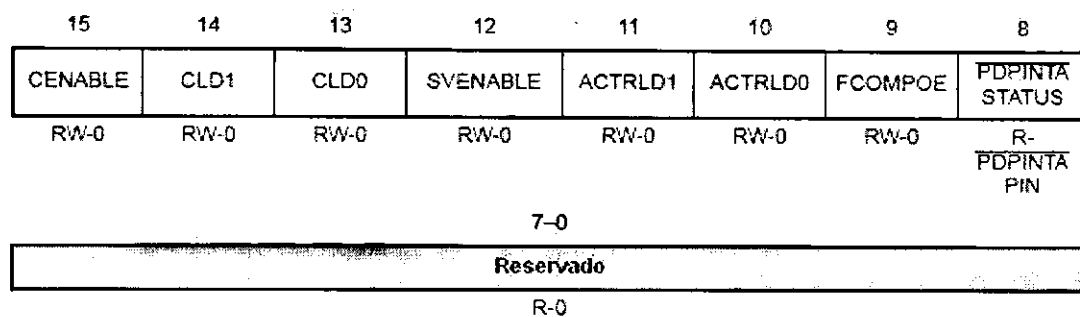 15 14 13 12 11 10 9 8
CENABLE CLD1 CLD0 SVENABLE ACTRLD1 ACTRLD0 FCOMPOE PDPINTA
STATUS
RW-0 RW-0 RW-0 RW-0 RW-0 RW-0 RW-0 R-
PDPINTA
PIN
7–0
Reservado
R-0